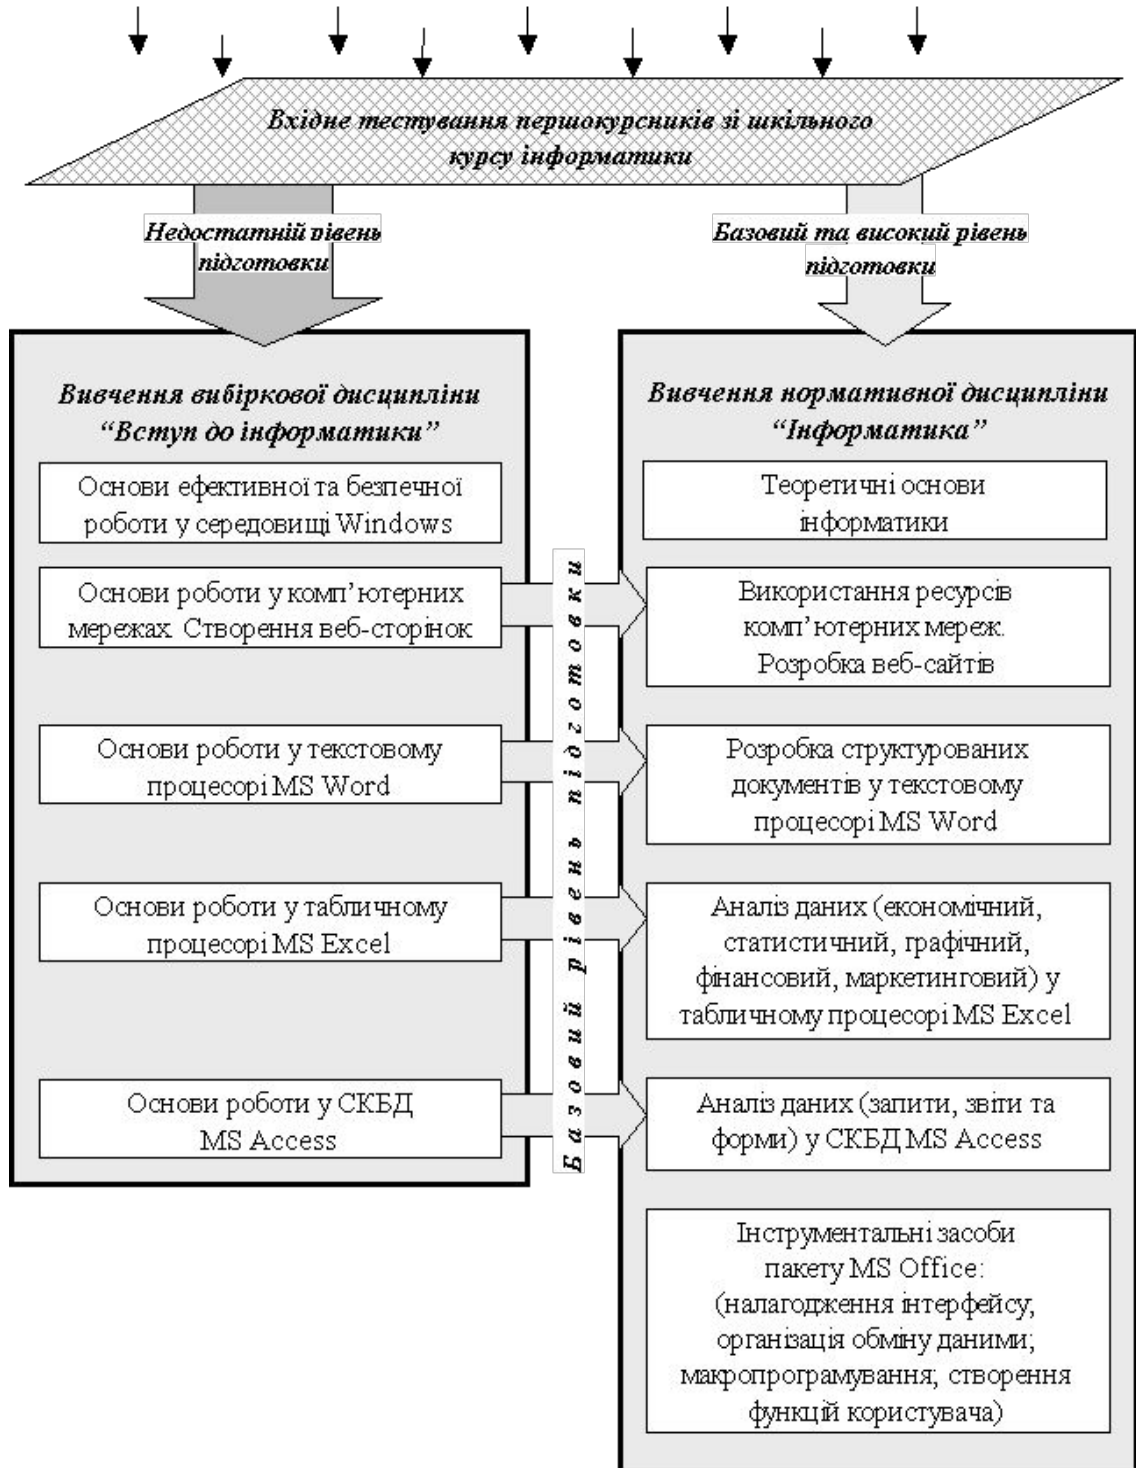 Вхідне тестування першокурсників зі шкільного
курсу інформатики
Недостатній рівень
підготовки
Базовий та високий рівень
підготовки
Вивчення вибіркової дисципліни
“Вступ до інформатики”
Основи ефективної та безпечної
роботи у середовищі Windows
Основи роботи у комп’ютерних
мережах. Створення веб-сторінок
Основи роботи у текстовому
процесорі MS Word
Основи роботи у табличному
процесорі MS Excel
Основи роботи у СКБД
MS Access
Базовий рівень підготовки
Вивчення нормативної дисципліни
“Інформатика”
Теоретичні основи
інформатики
Використання ресурсів
комп’ютерних мереж.
Розробка веб-сайтів
Розробка структурованих
документів у текстовому
процесорі MS Word
Аналіз даних (економічний,
статистичний, графічний,
фінансовий, маркетинговий) у
табличному процесорі MS Excel
Аналіз даних (запити, звіти та
форми) у СКБД MS Access
Інструментальні засоби
пакету MS Office:
(налагодження інтерфейсу;
організація обміну даними;
макропрограмування; створення
функцій користувача)